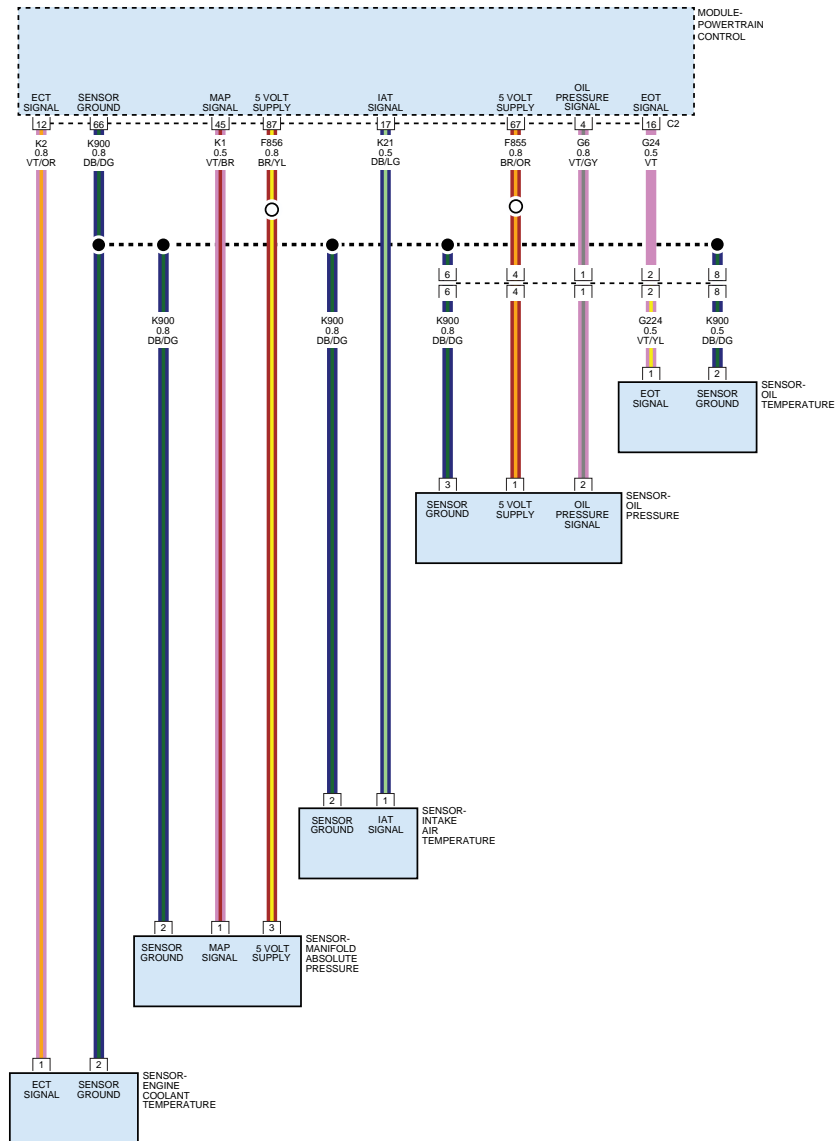 MODULE-
POWERTRAIN
CONTROL
ECT
SIGNAL
SENSOR
GROUND
MAP
SIGNAL
5 VOLT
SUPPLY
IAT
SIGNAL
5 VOLT
SUPPLY
OIL
PRESSURE
SIGNAL
EOT
SIGNAL
12 66 45 87 17 67 4 16 C2
K2
0.8
VT/OR
K900
0.8
DB/DG
K1
0.5
VT/BR
F856
0.8
BR/YL
K21
0.5
DB/LG
F855
0.8
BR/OR
G6
0.8
VT/GY
G24
0.5
VT
6 4 1 2 8
6 4 1 2 8
K900
0.8
DB/DG
K900
0.8
DB/DG
K900
0.8
DB/DG
G224
0.5
VT/YL
K900
0.5
DB/DG
1 2
EOT
SIGNAL
SENSOR
GROUND
SENSOR-
OIL
TEMPERATURE
3 1 2
SENSOR
GROUND
5 VOLT
SUPPLY
OIL
PRESSURE
SIGNAL
SENSOR-
OIL
PRESSURE
2 1
SENSOR
GROUND
IAT
SIGNAL
SENSOR-
INTAKE
AIR
TEMPERATURE
2 1 3
SENSOR
GROUND
MAP
SIGNAL
5 VOLT
SUPPLY
SENSOR-
MANIFOLD
ABSOLUTE
PRESSURE
1 2
ECT
SIGNAL
SENSOR
GROUND
SENSOR-
ENGINE
COOLANT
TEMPERATURE